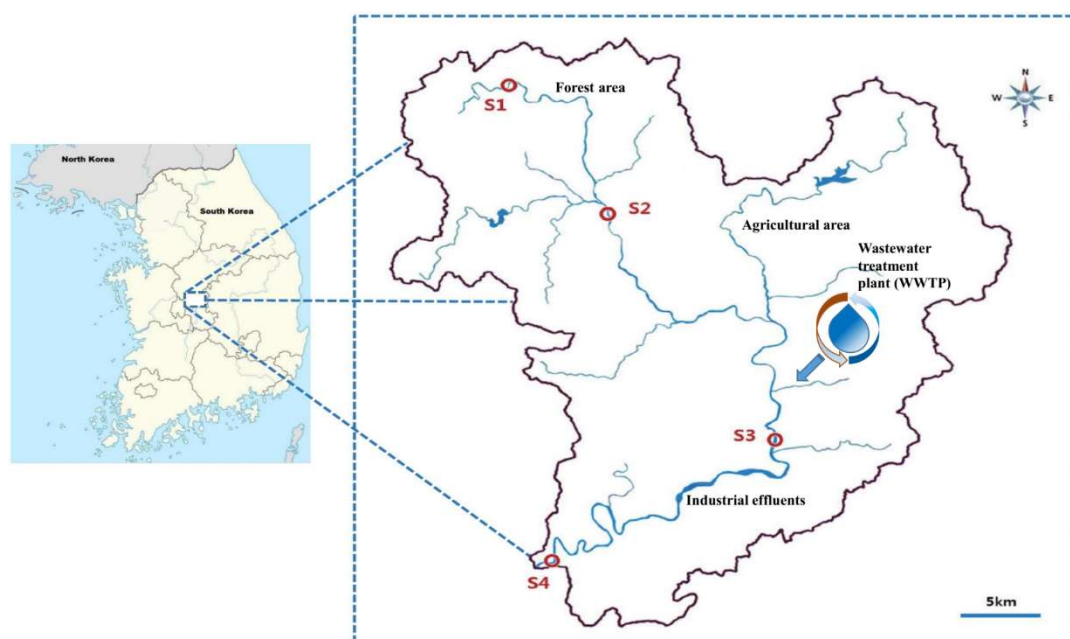 North Korea
South Korea
S1
Forest area
N
W
E
S
S2
Agricultural area
Wastewater
treatment
plant (WWTP)
S3
Industrial effluents
S4
5km